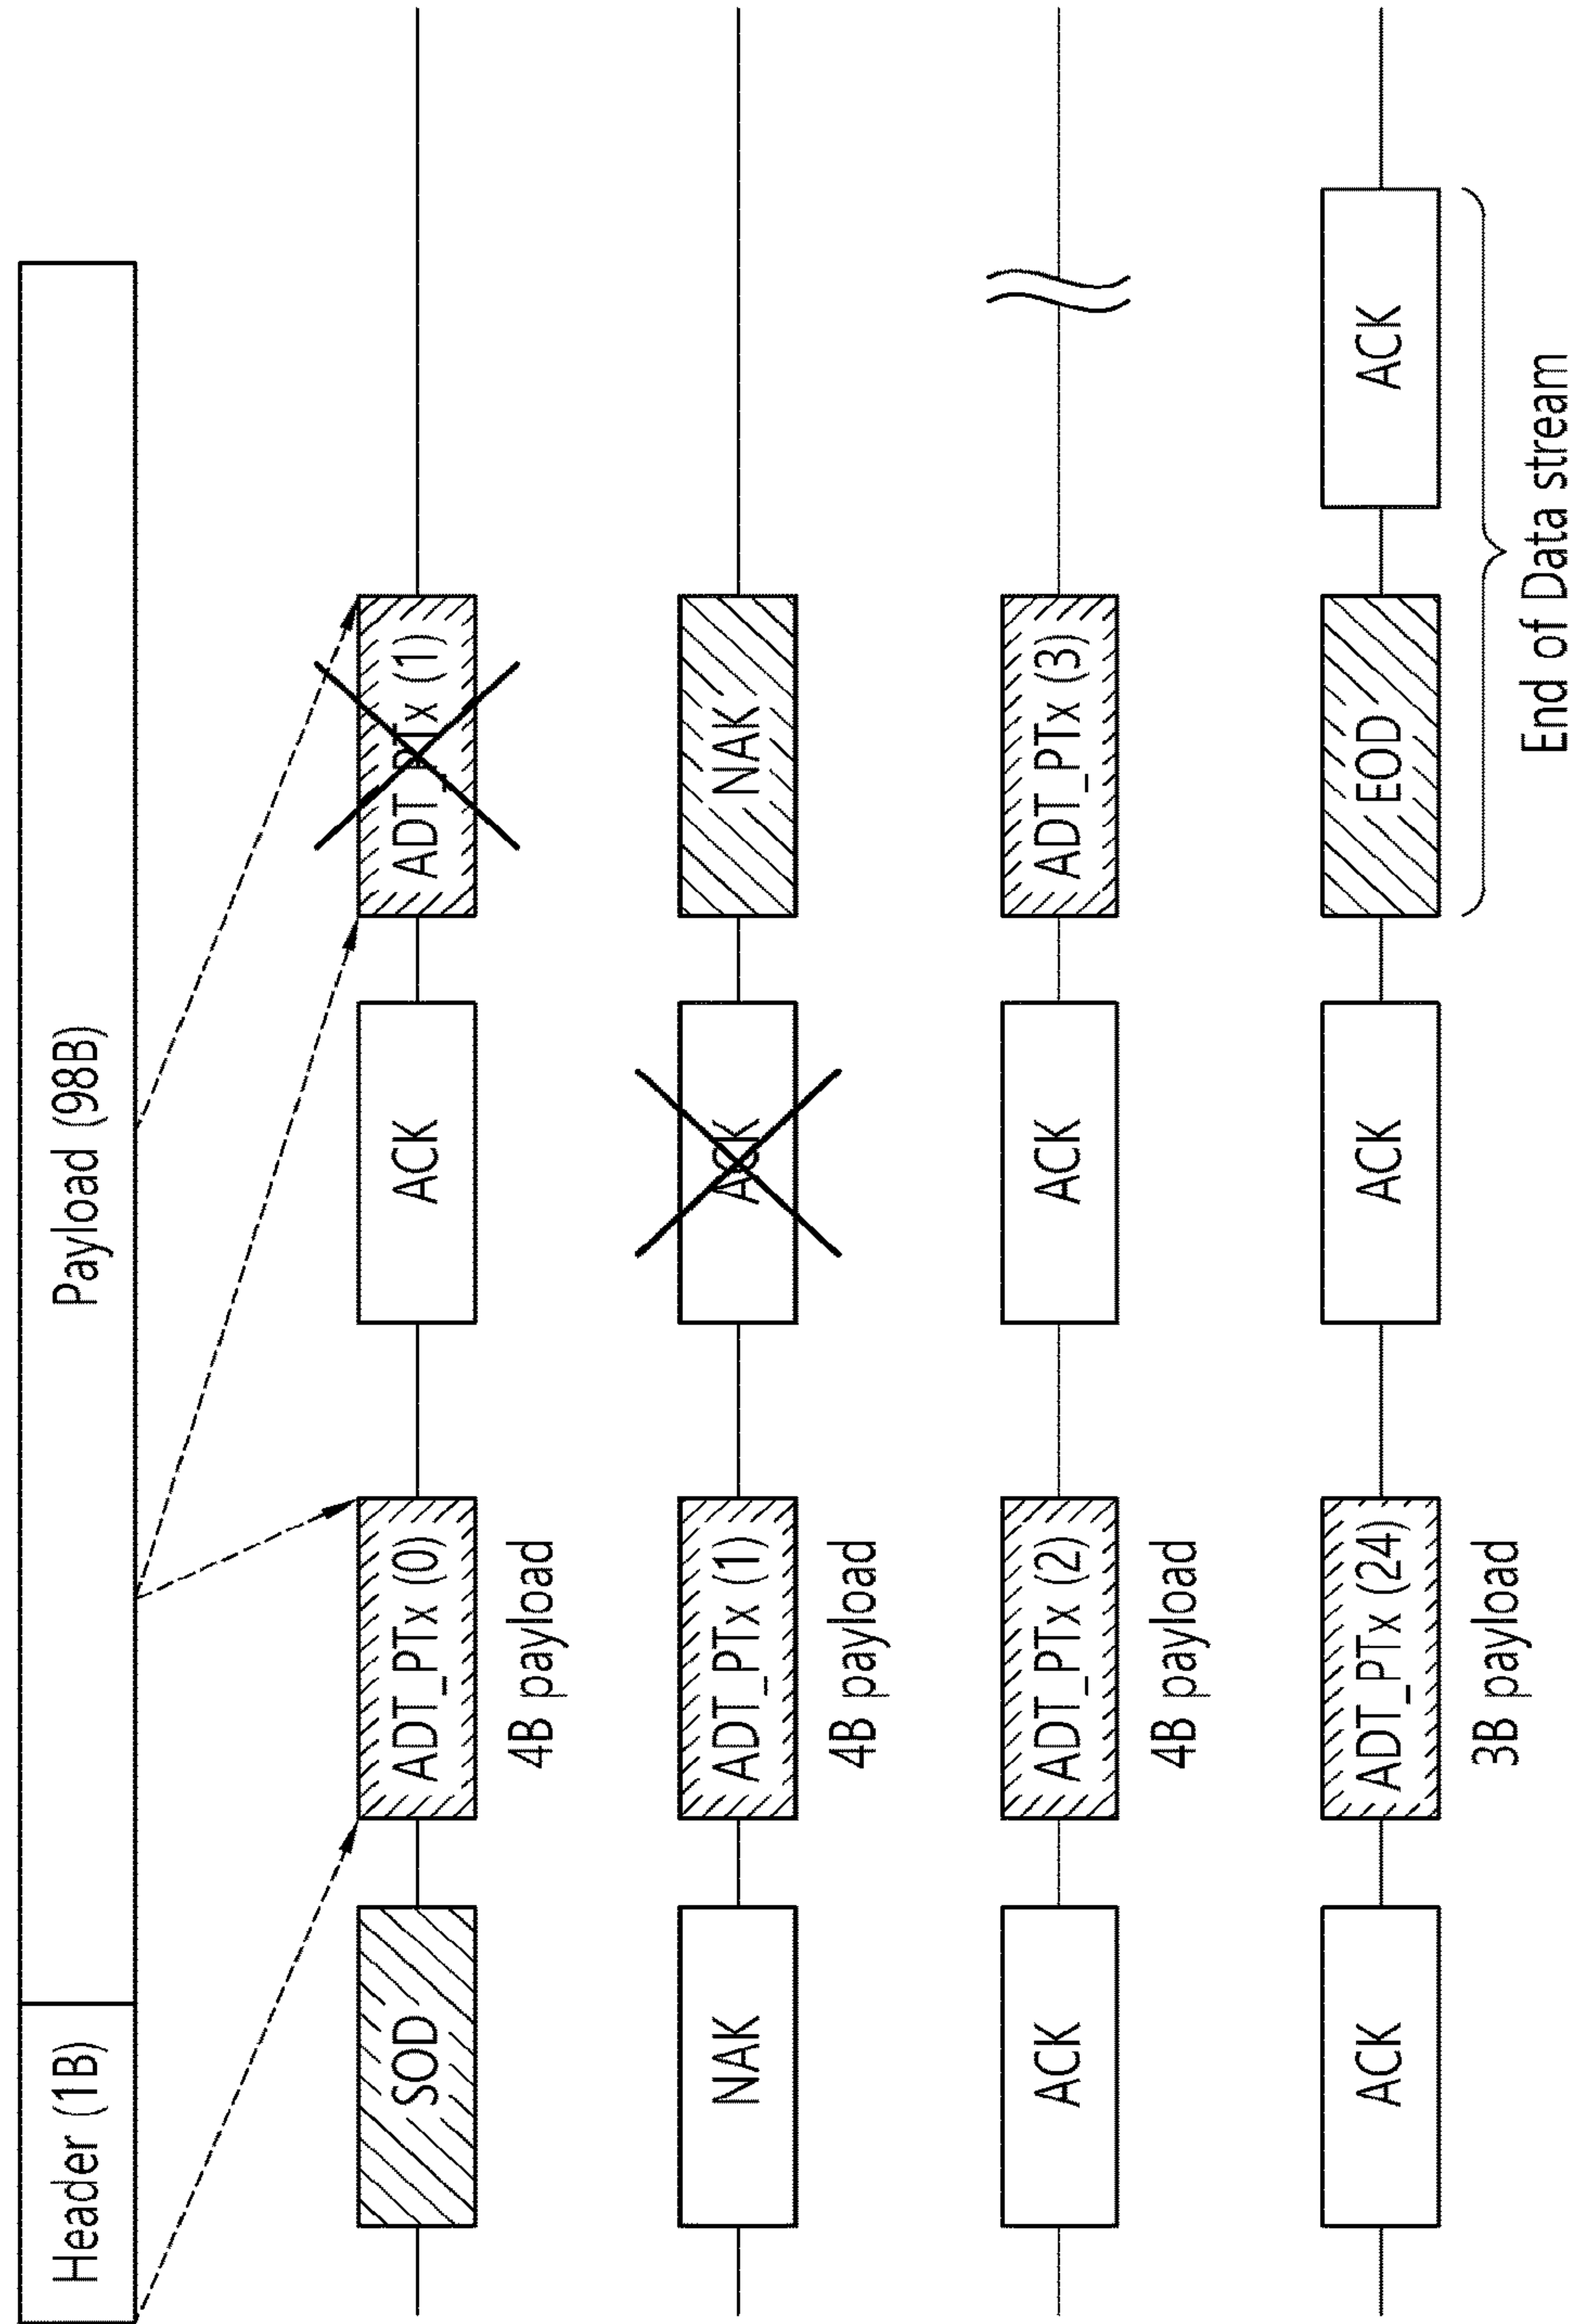 Header (1B)
Payload (98B)
SOD
ADT_PTx (0)
ACK
ADT_PTx (1)
4B payload
NAK
ADT_PTx (1)
ACK
NAK
4B payload
ACK
ADT_PTx (2)
ACK
ADT_PTx (3)
4B payload
ACK
ADT_PTx (24)
ACK
EOD
ACK
3B payload
End of Data stream